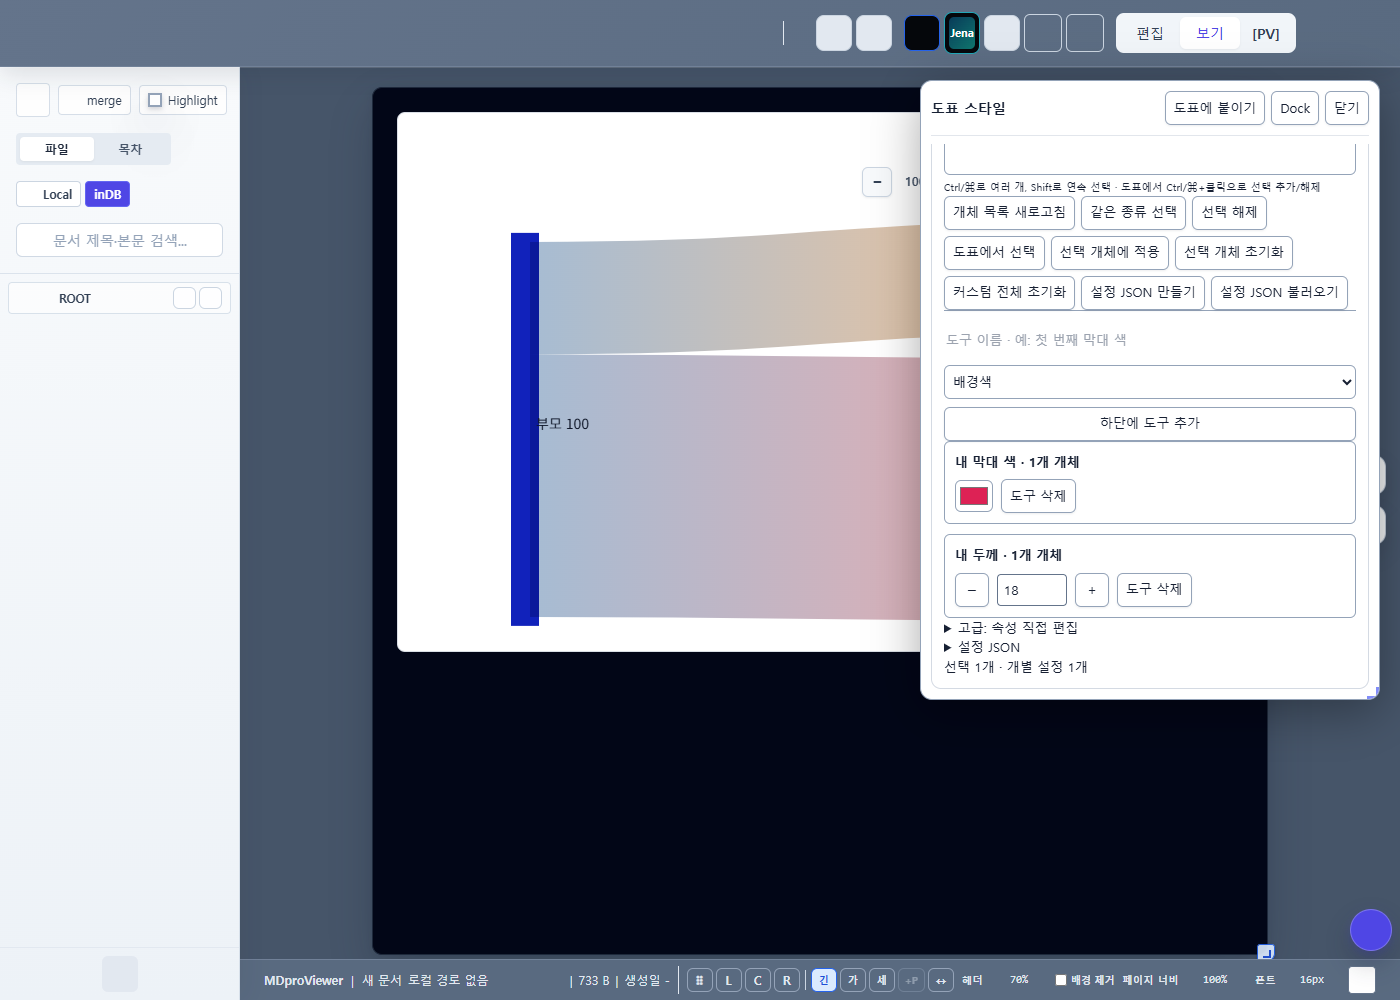 Jena
편집 보기 [PV]
merge Highlight
파일 목차
Local inDB
문서 제목·본문 검색...
ROOT
− 10
부모 100
도표 스타일 도표에 붙이기 Dock 닫기
Ctrl/⌘로 여러 개, Shift로 연속 선택 · 도표에서 Ctrl/⌘+클릭으로 선택 추가/해제
개체 목록 새로고침 같은 종류 선택 선택 해제
도표에서 선택 선택 개체에 적용 선택 개체 초기화
커스텀 전체 초기화 설정 JSON 만들기 설정 JSON 불러오기
도구 이름 · 예: 첫 번째 막대 색
배경색
하단에 도구 추가
내 막대 색 · 1개 개체
도구 삭제
내 두께 · 1개 개체
− 18 + 도구 삭제
▶ 고급: 속성 직접 편집
▶ 설정 JSON
선택 1개 · 개별 설정 1개
MDproViewer | 새 문서 로컬 경로 없음 | 733 B | 생성일 - # L C R 긴 가 세 +P ↔ 헤더 70% 배경 제거 페이지 너비 100% 폰트 16px